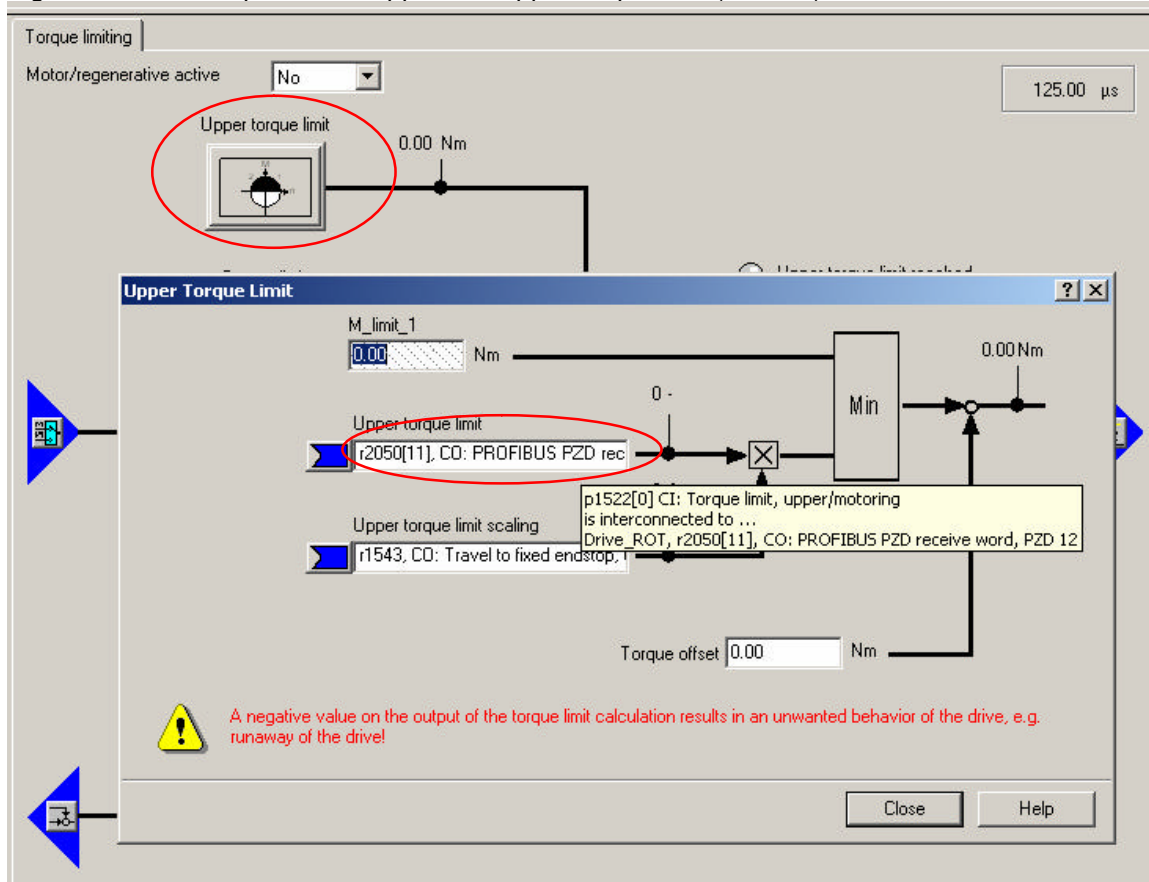 Torque limiting
Motor/regenerative active No
125.00 µs
Upper torque limit
0.00 Nm
Upper torque limit reached
Upper Torque Limit
M_limit_1
0.00 Nm
0.00 Nm
0 -
Min
Upper torque limit
r2050[11], CO: PROFIBUS PZD rec
p1522[0] CI: Torque limit, upper/motoring
is interconnected to ...
Drive_ROT, r2050[11], CO: PROFIBUS PZD receive word, PZD 12
Upper torque limit scaling
r1543, CO: Travel to fixed endstop,
Torque offset 0.00 Nm
A negative value on the output of the torque limit calculation results in an unwanted behavior of the drive, e.g.
runaway of the drive!
Close Help